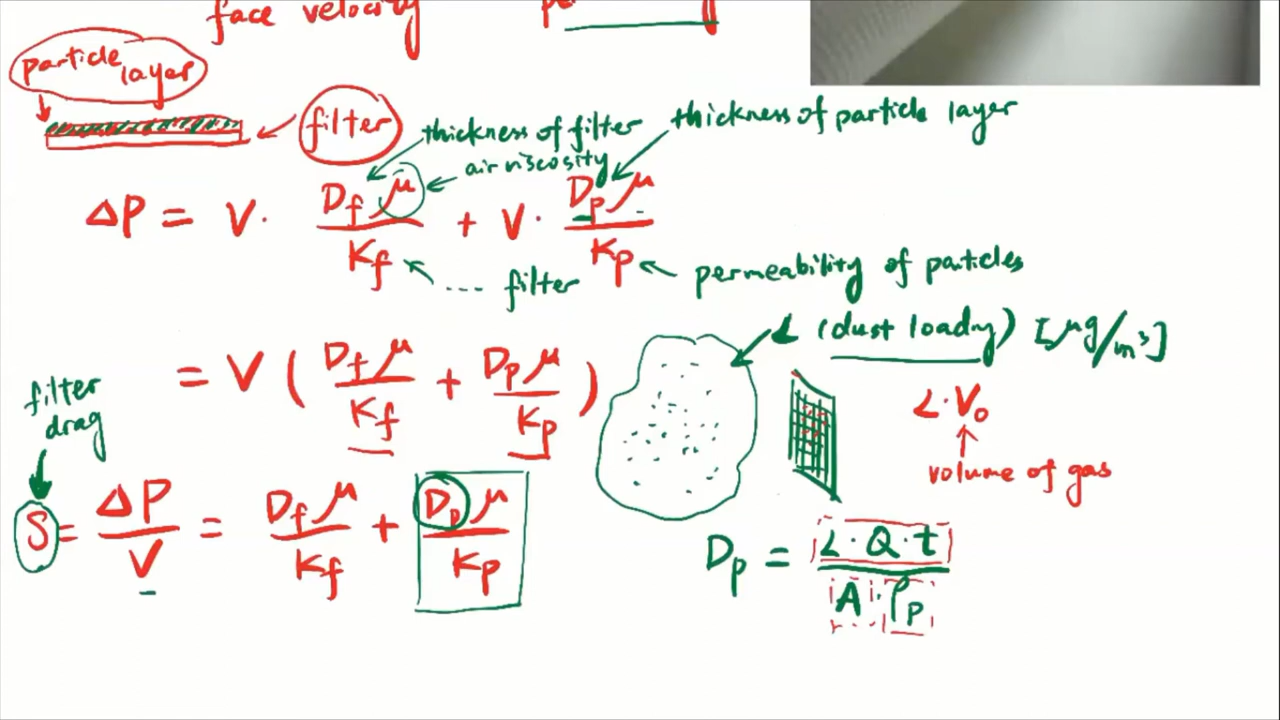 face velocity
particle layer
filter
thickness of filter
thickness of particle layer
air viscosity
ΔP = V · Df μ / Kf + V · Dp μ / Kp
.... filter
permeability of particles
L (dust loady) [μg/m³]
= V ( Df μ / Kf + Dp μ / Kp )
filter drag
L · V₀
volume of gas
S = ΔP / V = Df μ / Kf + Dp μ / Kp
Dp = L · Q · t / A · ρp